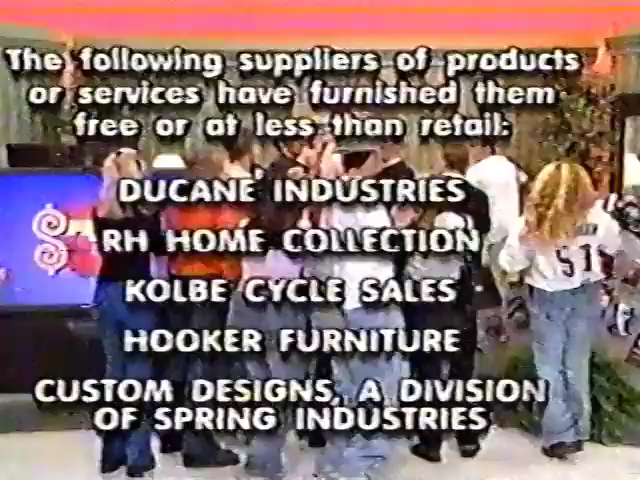 The following suppliers of products
or services have furnished them
free or at less than retail:
DUCANE INDUSTRIES
$
RH HOME COLLECTION
KOLBE CYCLE SALES
57
HOOKER FURNITURE
CUSTOM DESIGNS, A DIVISION
OF SPRING INDUSTRIES